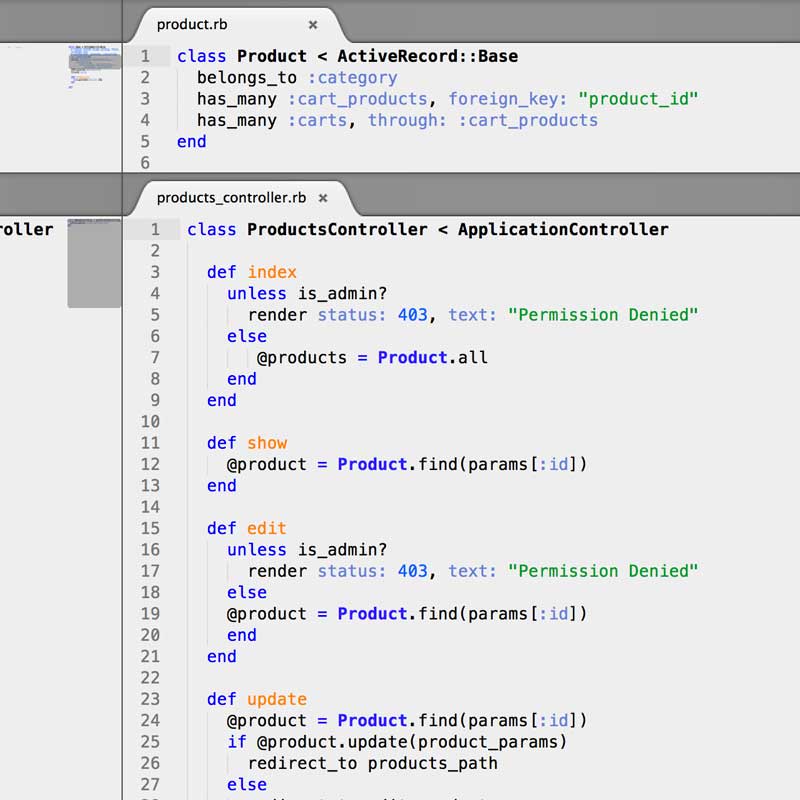 product.rb ×
1 class Product < ActiveRecord::Base
2 belongs_to :category
3 has_many :cart_products, foreign_key: "product_id"
4 has_many :carts, through: :cart_products
5 end
6
products_controller.rb ×
roller
1 class ProductsController < ApplicationController
2
3 def index
4 unless is_admin?
5 render status: 403, text: "Permission Denied"
6 else
7 @products = Product.all
8 end
9 end
10
11 def show
12 @product = Product.find(params[:id])
13 end
14
15 def edit
16 unless is_admin?
17 render status: 403, text: "Permission Denied"
18 else
19 @product = Product.find(params[:id])
20 end
21 end
22
23 def update
24 @product = Product.find(params[:id])
25 if @product.update(product_params)
26 redirect_to products_path
27 else